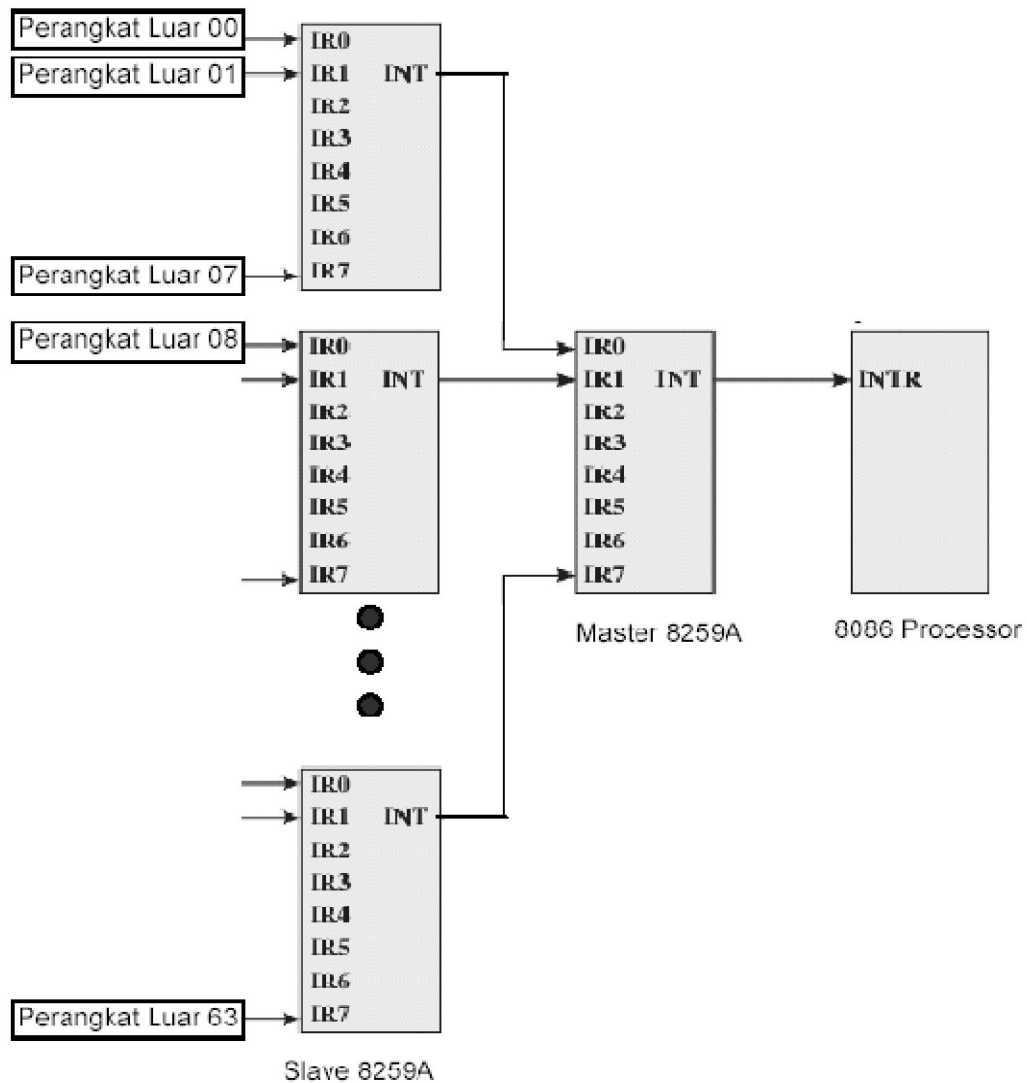 Perangkat Luar 00
Perangkat Luar 01
IR0
IR1 INT
IR2
IR3
IR4
IR5
IR6
IR7
Perangkat Luar 07
Perangkat Luar 08
IR0
IR1 INT
IR2
IR3
IR4
IR5
IR6
IR7
IR0
IR1 INT
IR2
IR3
IR4
IR5
IR6
IR7
Master 8259A
INTR
8086 Processor
IR0
IR1 INT
IR2
IR3
IR4
IR5
IR6
IR7
Perangkat Luar 63
Slave 8259A